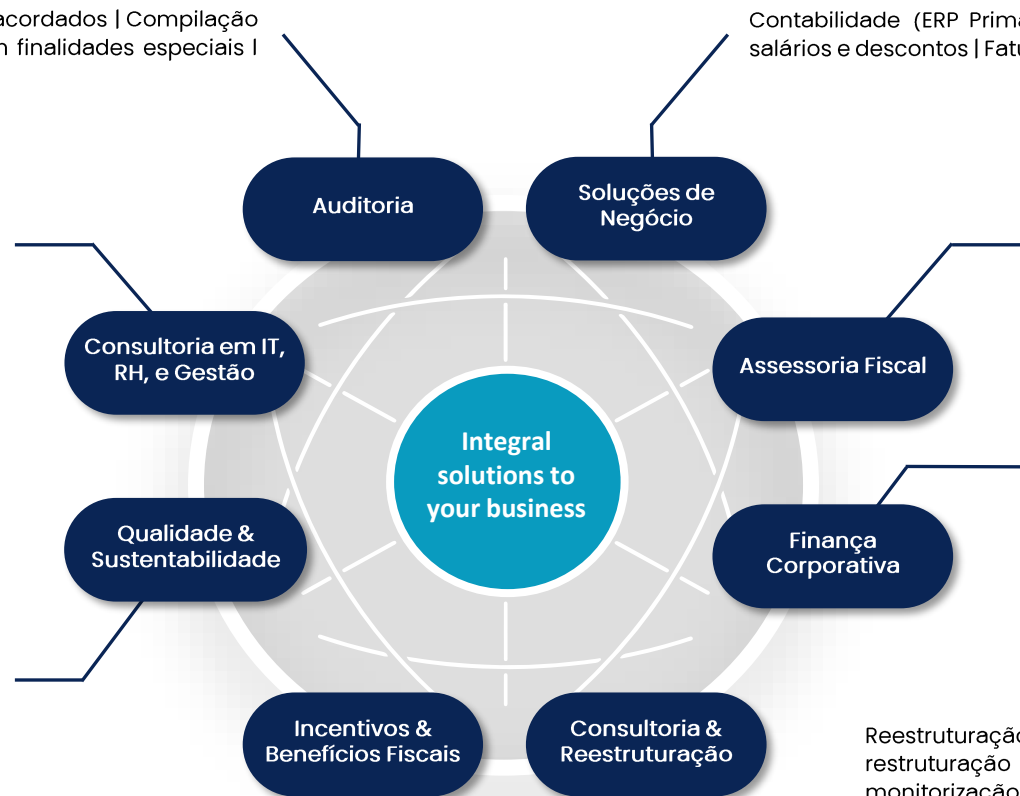 acordados | Compilação
finalidades especiais |
Contabilidade (ERP
salários e descontos |
Auditoria
Soluções de
Negócio
Consultoria em IT,
RH, e Gestão
Assessoria Fiscal
Integral
solutions to
your business
Qualidade &
Sustentabilidade
Finança
Corporativa
Incentivos &
Benefícios Fiscais
Consultoria &
Reestruturação
restruturação
monitorização